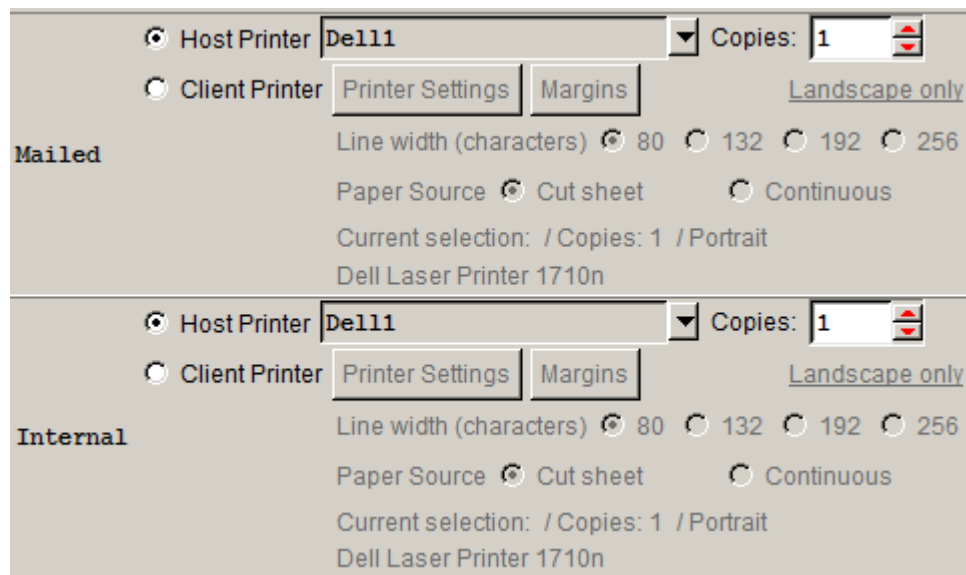 Host Printer Dell1 Copies: 1
Client Printer Printer Settings Margins Landscape only
Mailed
Line width (characters) 80 132 192 256
Paper Source Cut sheet Continuous
Current selection: / Copies: 1 / Portrait
Dell Laser Printer 1710n
Host Printer Dell1 Copies: 1
Client Printer Printer Settings Margins Landscape only
Internal
Line width (characters) 80 132 192 256
Paper Source Cut sheet Continuous
Current selection: / Copies: 1 / Portrait
Dell Laser Printer 1710n